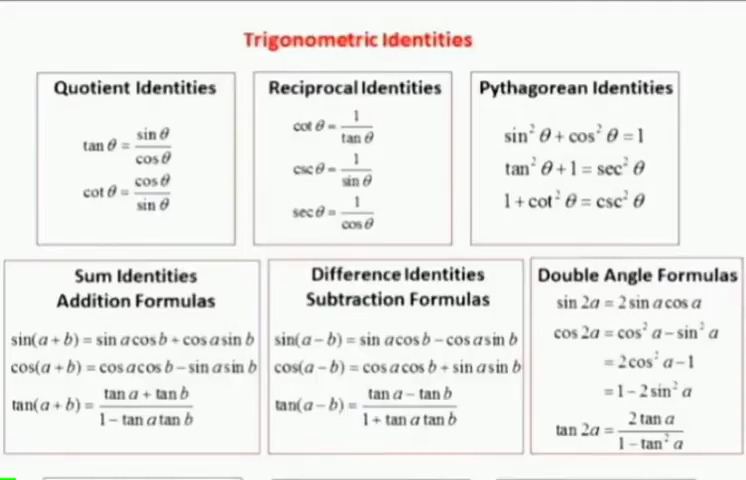 Trigonometric Identities
Quotient Identities
tan θ = sin θ / cos θ
cot θ = cos θ / sin θ
Reciprocal Identities
cot θ = 1 / tan θ
csc θ = 1 / sin θ
sec θ = 1 / cos θ
Pythagorean Identities
sin² θ + cos² θ = 1
tan² θ + 1 = sec² θ
1 + cot² θ = csc² θ
Sum Identities
Addition Formulas
sin(a + b) = sin a cos b + cos a sin b
cos(a + b) = cos a cos b − sin a sin b
tan(a + b) = tan a + tan b / 1 − tan a tan b
Difference Identities
Subtraction Formulas
sin(a − b) = sin a cos b − cos a sin b
cos(a − b) = cos a cos b + sin a sin b
tan(a − b) = tan a − tan b / 1 + tan a tan b
Double Angle Formulas
sin 2a = 2 sin a cos a
cos 2a = cos² a − sin² a
= 2 cos² a − 1
= 1 − 2 sin² a
tan 2a = 2 tan a / 1 − tan² a